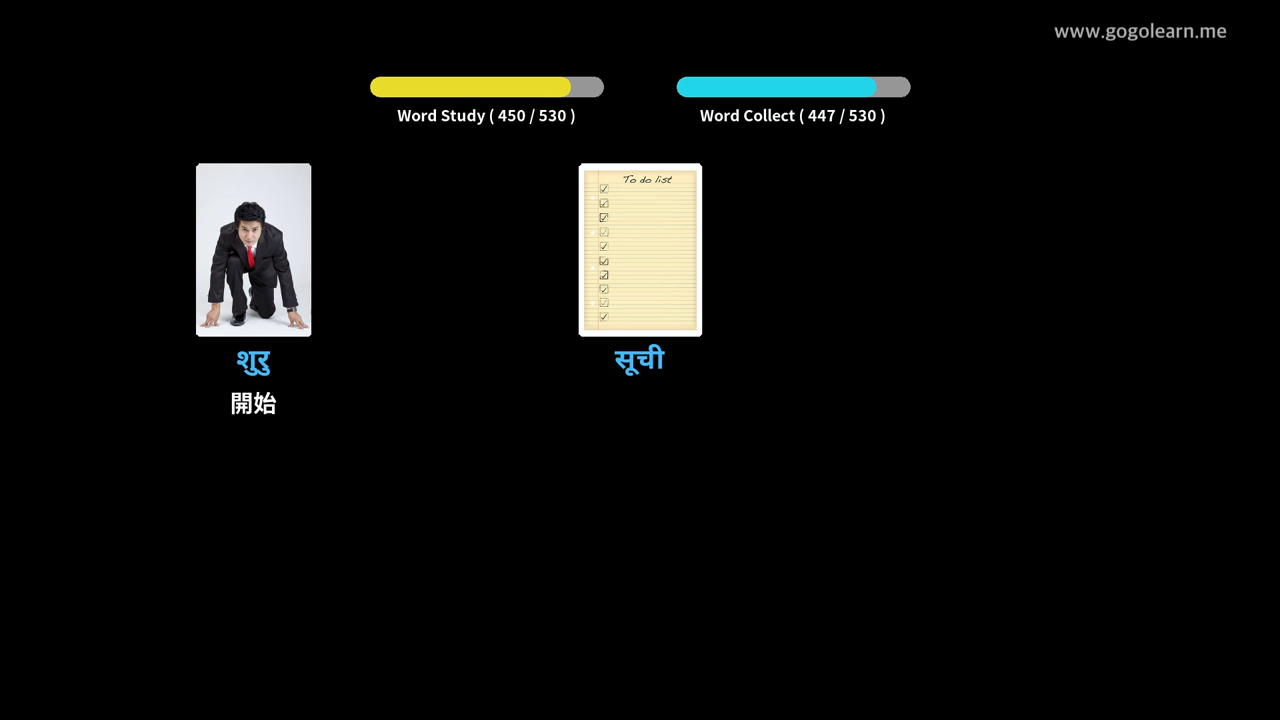 www.gogolearn.me
Word Study ( 450 / 530 )
Word Collect ( 447 / 530 )
To do list
शुरु
सूची
開始